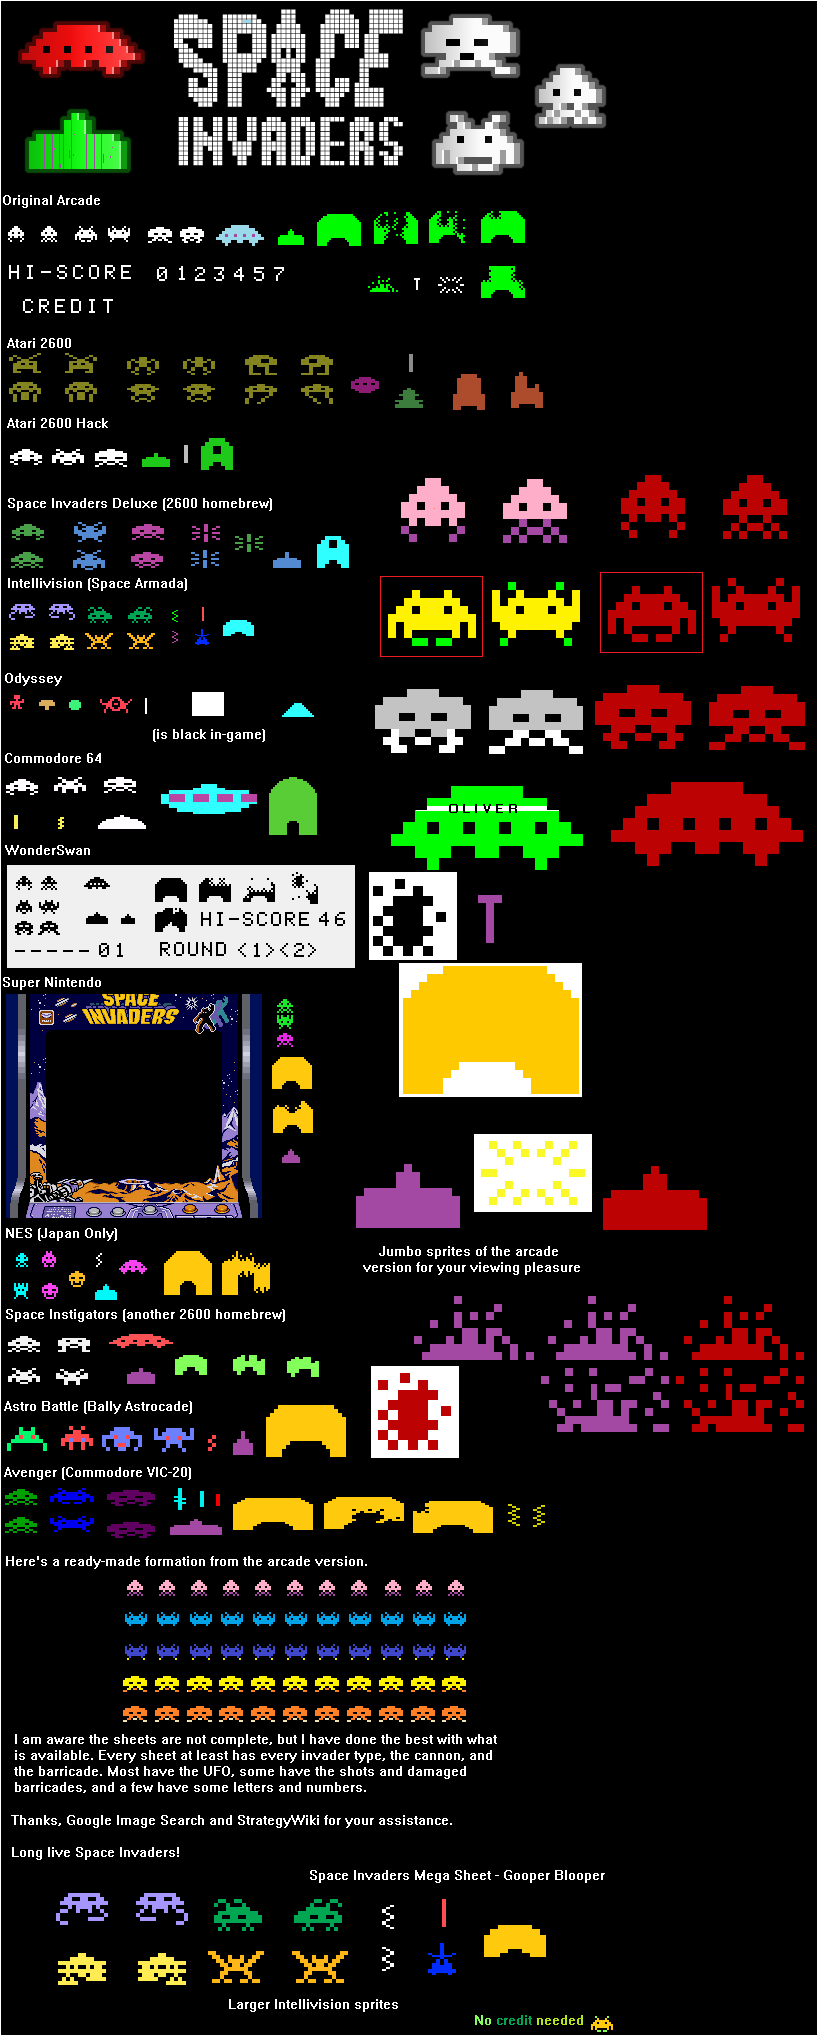 SPACE
INVADERS
Original Arcade
HI-SCORE 0123457
T
CREDIT
Atari 2600
Atari 2600 Hack
Space Invaders Deluxe (2600 homebrew)
Intellivision (Space Armada)
Odyssey
(is black in-game)
Commodore 64
OLIVER
WonderSwan
HI-SCORE 46
----- 01 ROUND <1><2>
Super Nintendo
SPACE
INVADERS
NES (Japan Only)
Jumbo sprites of the arcade
version for your viewing pleasure
Space Instigators (another 2600 homebrew)
Astro Battle (Bally Astrocade)
Avenger (Commodore VIC-20)
Here's a ready-made formation from the arcade version.
I am aware the sheets are not complete, but I have done the best with what
is available. Every sheet at least has every invader type, the cannon, and
the barricade. Most have the UFO, some have the shots and damaged
barricades, and a few have some letters and numbers.
Thanks, Google Image Search and StrategyWiki for your assistance.
Long live Space Invaders!
Space Invaders Mega Sheet - Gooper Blooper
Larger Intellivision sprites
No credit needed